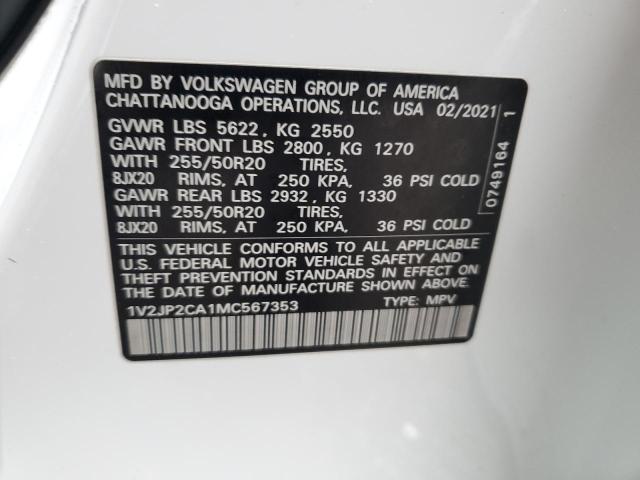 MFD BY VOLKSWAGEN GROUP OF AMERICA
CHATTANOOGA OPERATIONS, LLC. USA 02/2021
GVWR LBS 5622, KG 2550
GAWR FRONT LBS 2800, KG 1270
WITH 255/50R20 TIRES,
8JX20 RIMS, AT 250 KPA, 36 PSI COLD
GAWR REAR LBS 2932, KG 1330
WITH 255/50R20 TIRES,
8JX20 RIMS, AT 250 KPA, 36 PSI COLD
THIS VEHICLE CONFORMS TO ALL APPLICABLE
U.S. FEDERAL MOTOR VEHICLE SAFETY AND
THEFT PREVENTION STANDARDS IN EFFECT ON
THE DATE OF MANUFACTURE SHOWN ABOVE.
1V2JP2CA1MC567353 TYPE: MPV
0749164 1